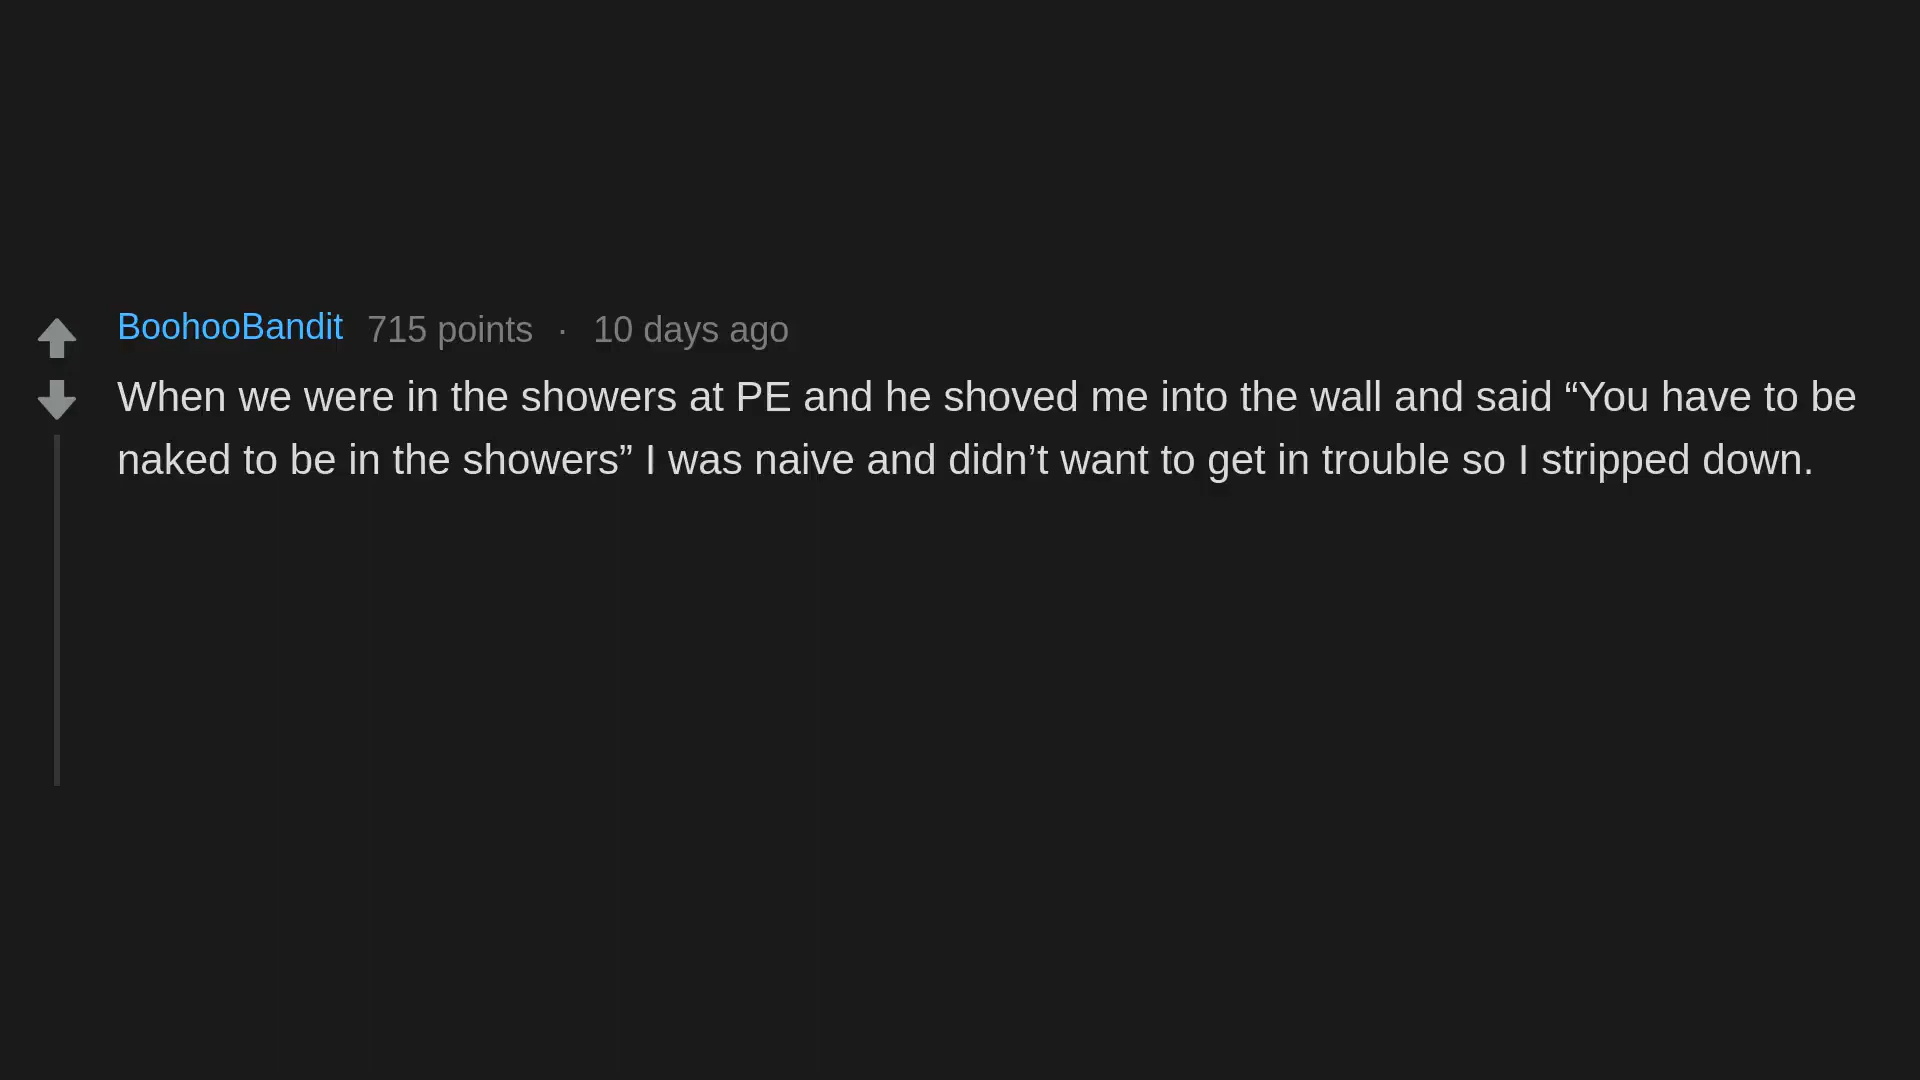 BoohooBandit 715 points · 10 days ago
When we were in the showers at PE and he shoved me into the wall and said “You have to be
naked to be in the showers” I was naive and didn’t want to get in trouble so I stripped down.